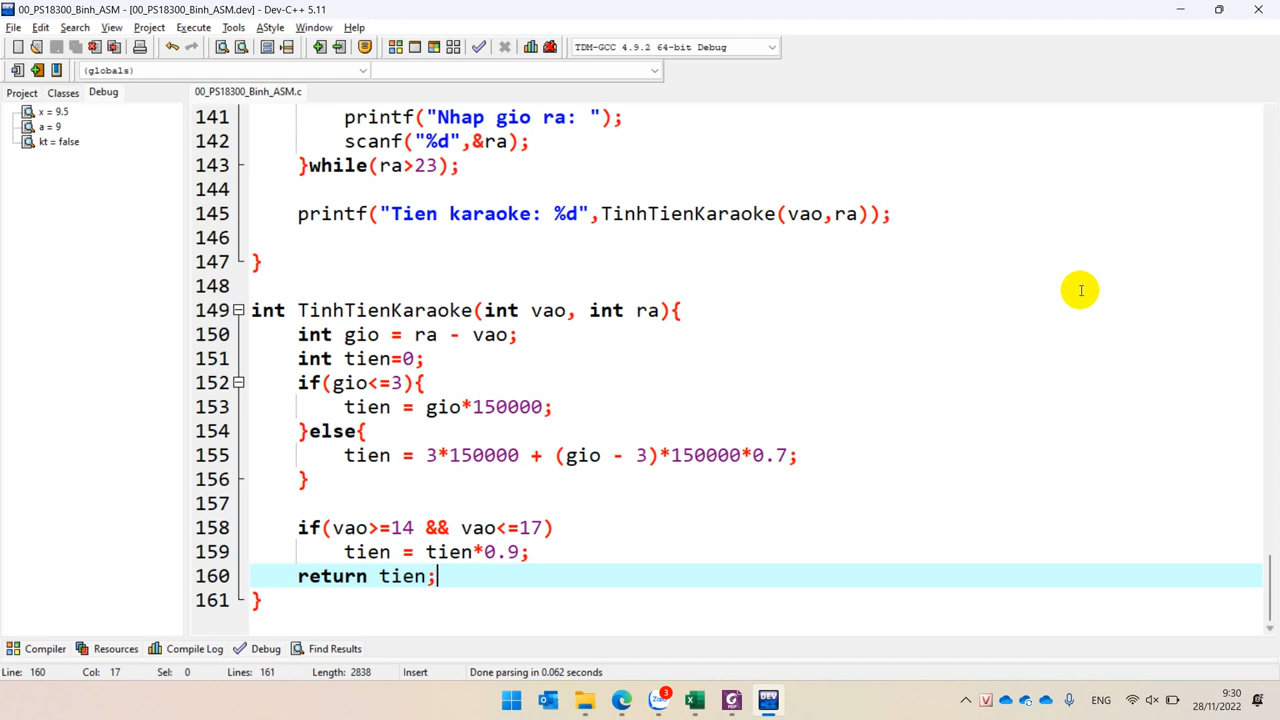 00_PS18300_Binh_ASM - [00_PS18300_Binh_ASM.dev] - Dev-C++ 5.11
File Edit Search View Project Execute Tools AStyle Window Help
TDM-GCC 4.9.2 64-bit Debug
(globals)
Project Classes Debug
00_PS18300_Binh_ASM.c
x = 9.5
a = 9
kt = false
141 printf("Nhap gio ra: ");
142 scanf("%d",&ra);
143 }while(ra>23);
144
145 printf("Tien karaoke: %d",TinhTienKaraoke(vao,ra));
146
147 }
148
149 int TinhTienKaraoke(int vao, int ra){
150 int gio = ra - vao;
151 int tien=0;
152 if(gio<=3){
153 tien = gio*150000;
154 }else{
155 tien = 3*150000 + (gio - 3)*150000*0.7;
156 }
157
158 if(vao>=14 && vao<=17)
159 tien = tien*0.9;
160 return tien;
161 }
Compiler Resources Compile Log Debug Find Results
Line: 160 Col: 17 Sel: 0 Lines: 161 Length: 2838 Insert Done parsing in 0.062 seconds
Zalo 3 PDF DEV ENG 9:30
28/11/2022